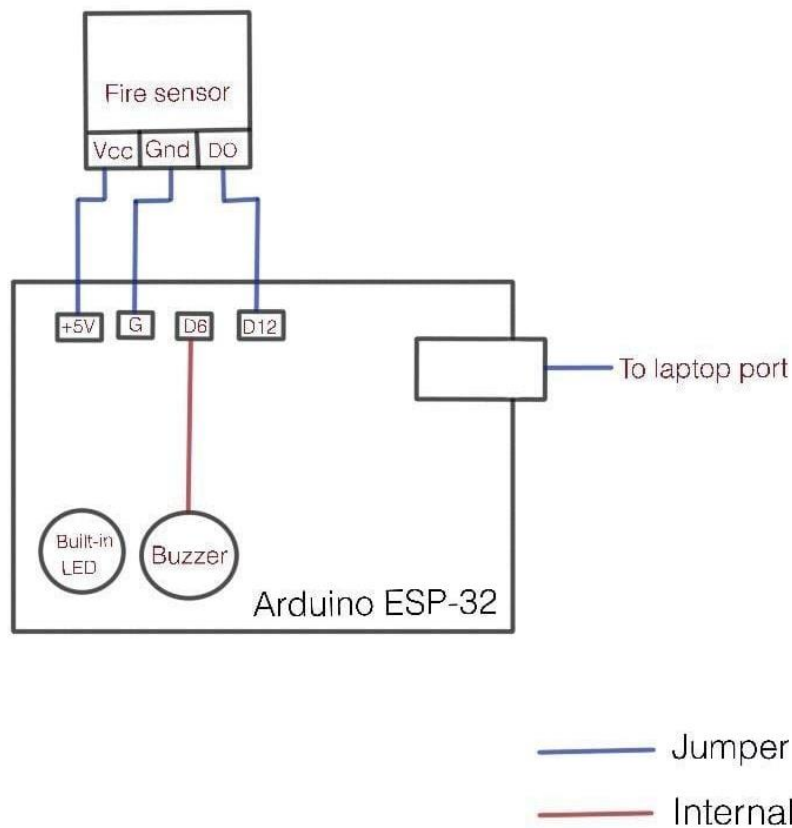 Fire sensor
Vcc Gnd DO
+5V G D6 D12
To laptop port
Built-in
LED
Buzzer
Arduino ESP-32
Jumper
Internal